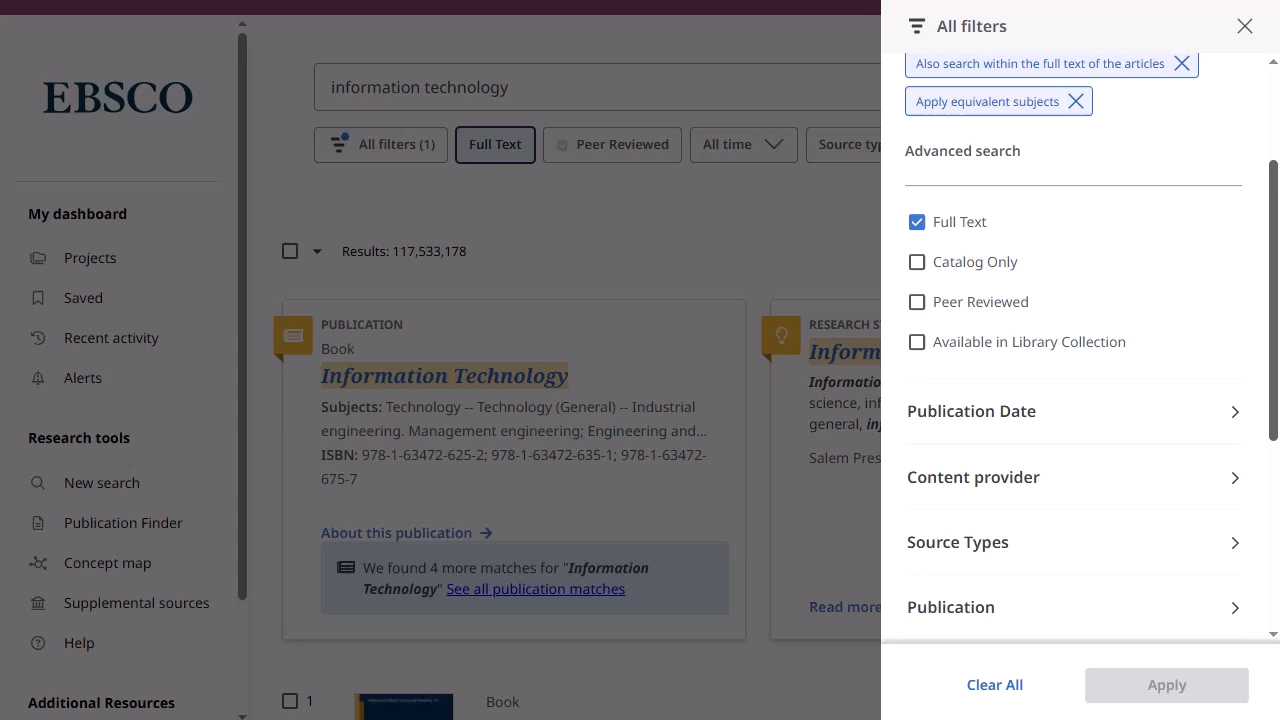 All filters
Also search within the full text of the articles
Apply equivalent subjects
Advanced search
Full Text
Catalog Only
Peer Reviewed
Available in Library Collection
Publication Date
Content provider
Source Types
Publication
Clear All
Apply
EBSCO
My dashboard
Projects
Saved
Recent activity
Alerts
Research tools
New search
Publication Finder
Concept map
Supplemental sources
Help
Additional Resources
information technology
All filters (1)
Full Text
Peer Reviewed
All time
Source typ
Results: 117,533,178
PUBLICATION
Book
Information Technology
Subjects: Technology -- Technology (General) -- Industrial
engineering. Management engineering; Engineering and...
ISBN: 978-1-63472-625-2; 978-1-63472-635-1; 978-1-63472-
675-7
About this publication
We found 4 more matches for "Information
Technology" See all publication matches
RESEARCH S
Inform
Informatio
science, inf
general, inf
Salem Pres
Read more
1
Book